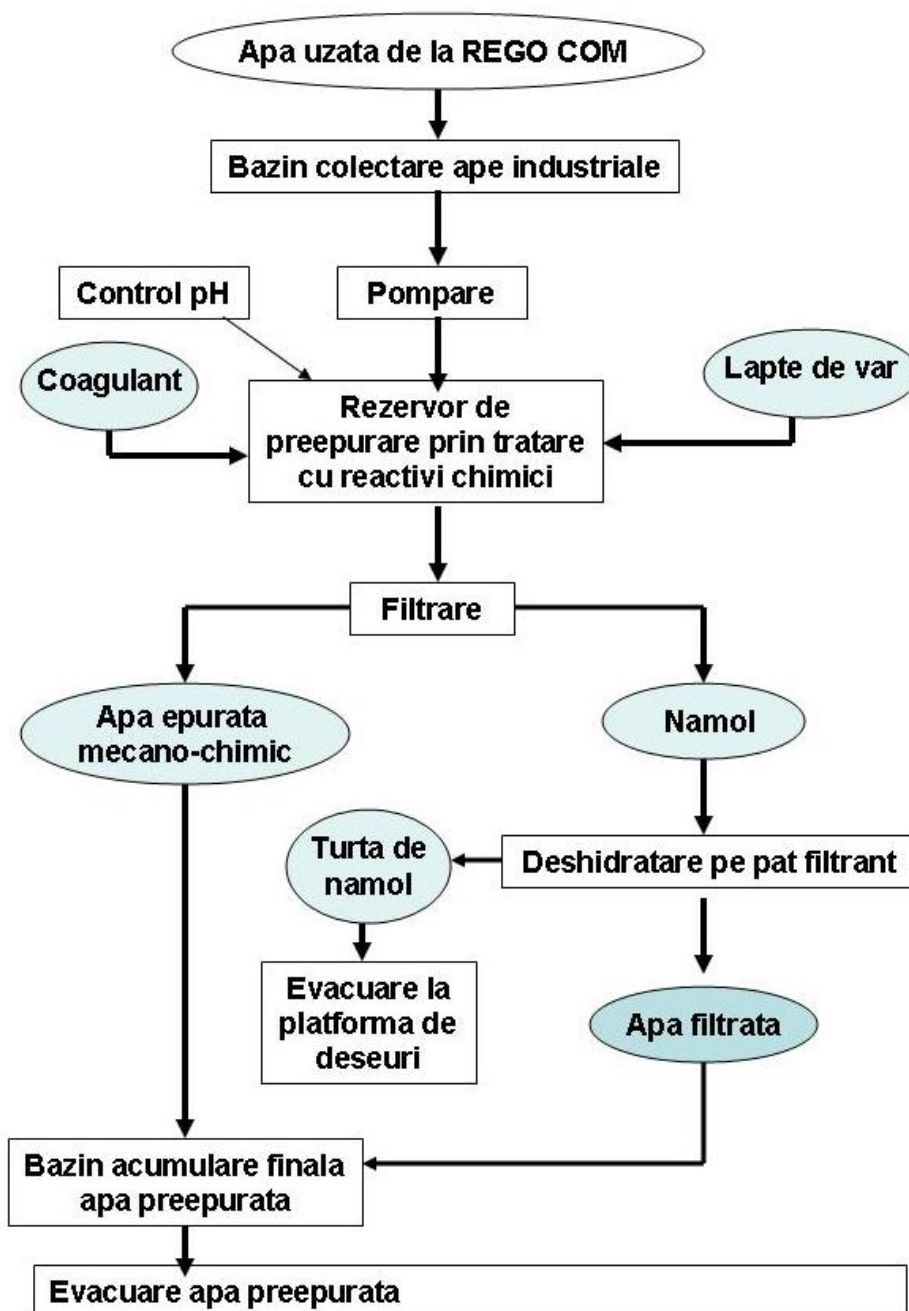 Apa uzata de la REGO COM
Bazin colectare ape industriale
Control pH
Pompare
Coagulant
Lapte de var
Rezervor de
preepurare prin tratare
cu reactivi chimici
Filtrare
Apa epurata
mecano-chimic
Namol
Turta de
namol
Deshidratare pe pat filtrant
Evacuare la
platforma de
deseuri
Apa filtrata
Bazin acumulare finala
apa preepurata
Evacuare apa preepurata